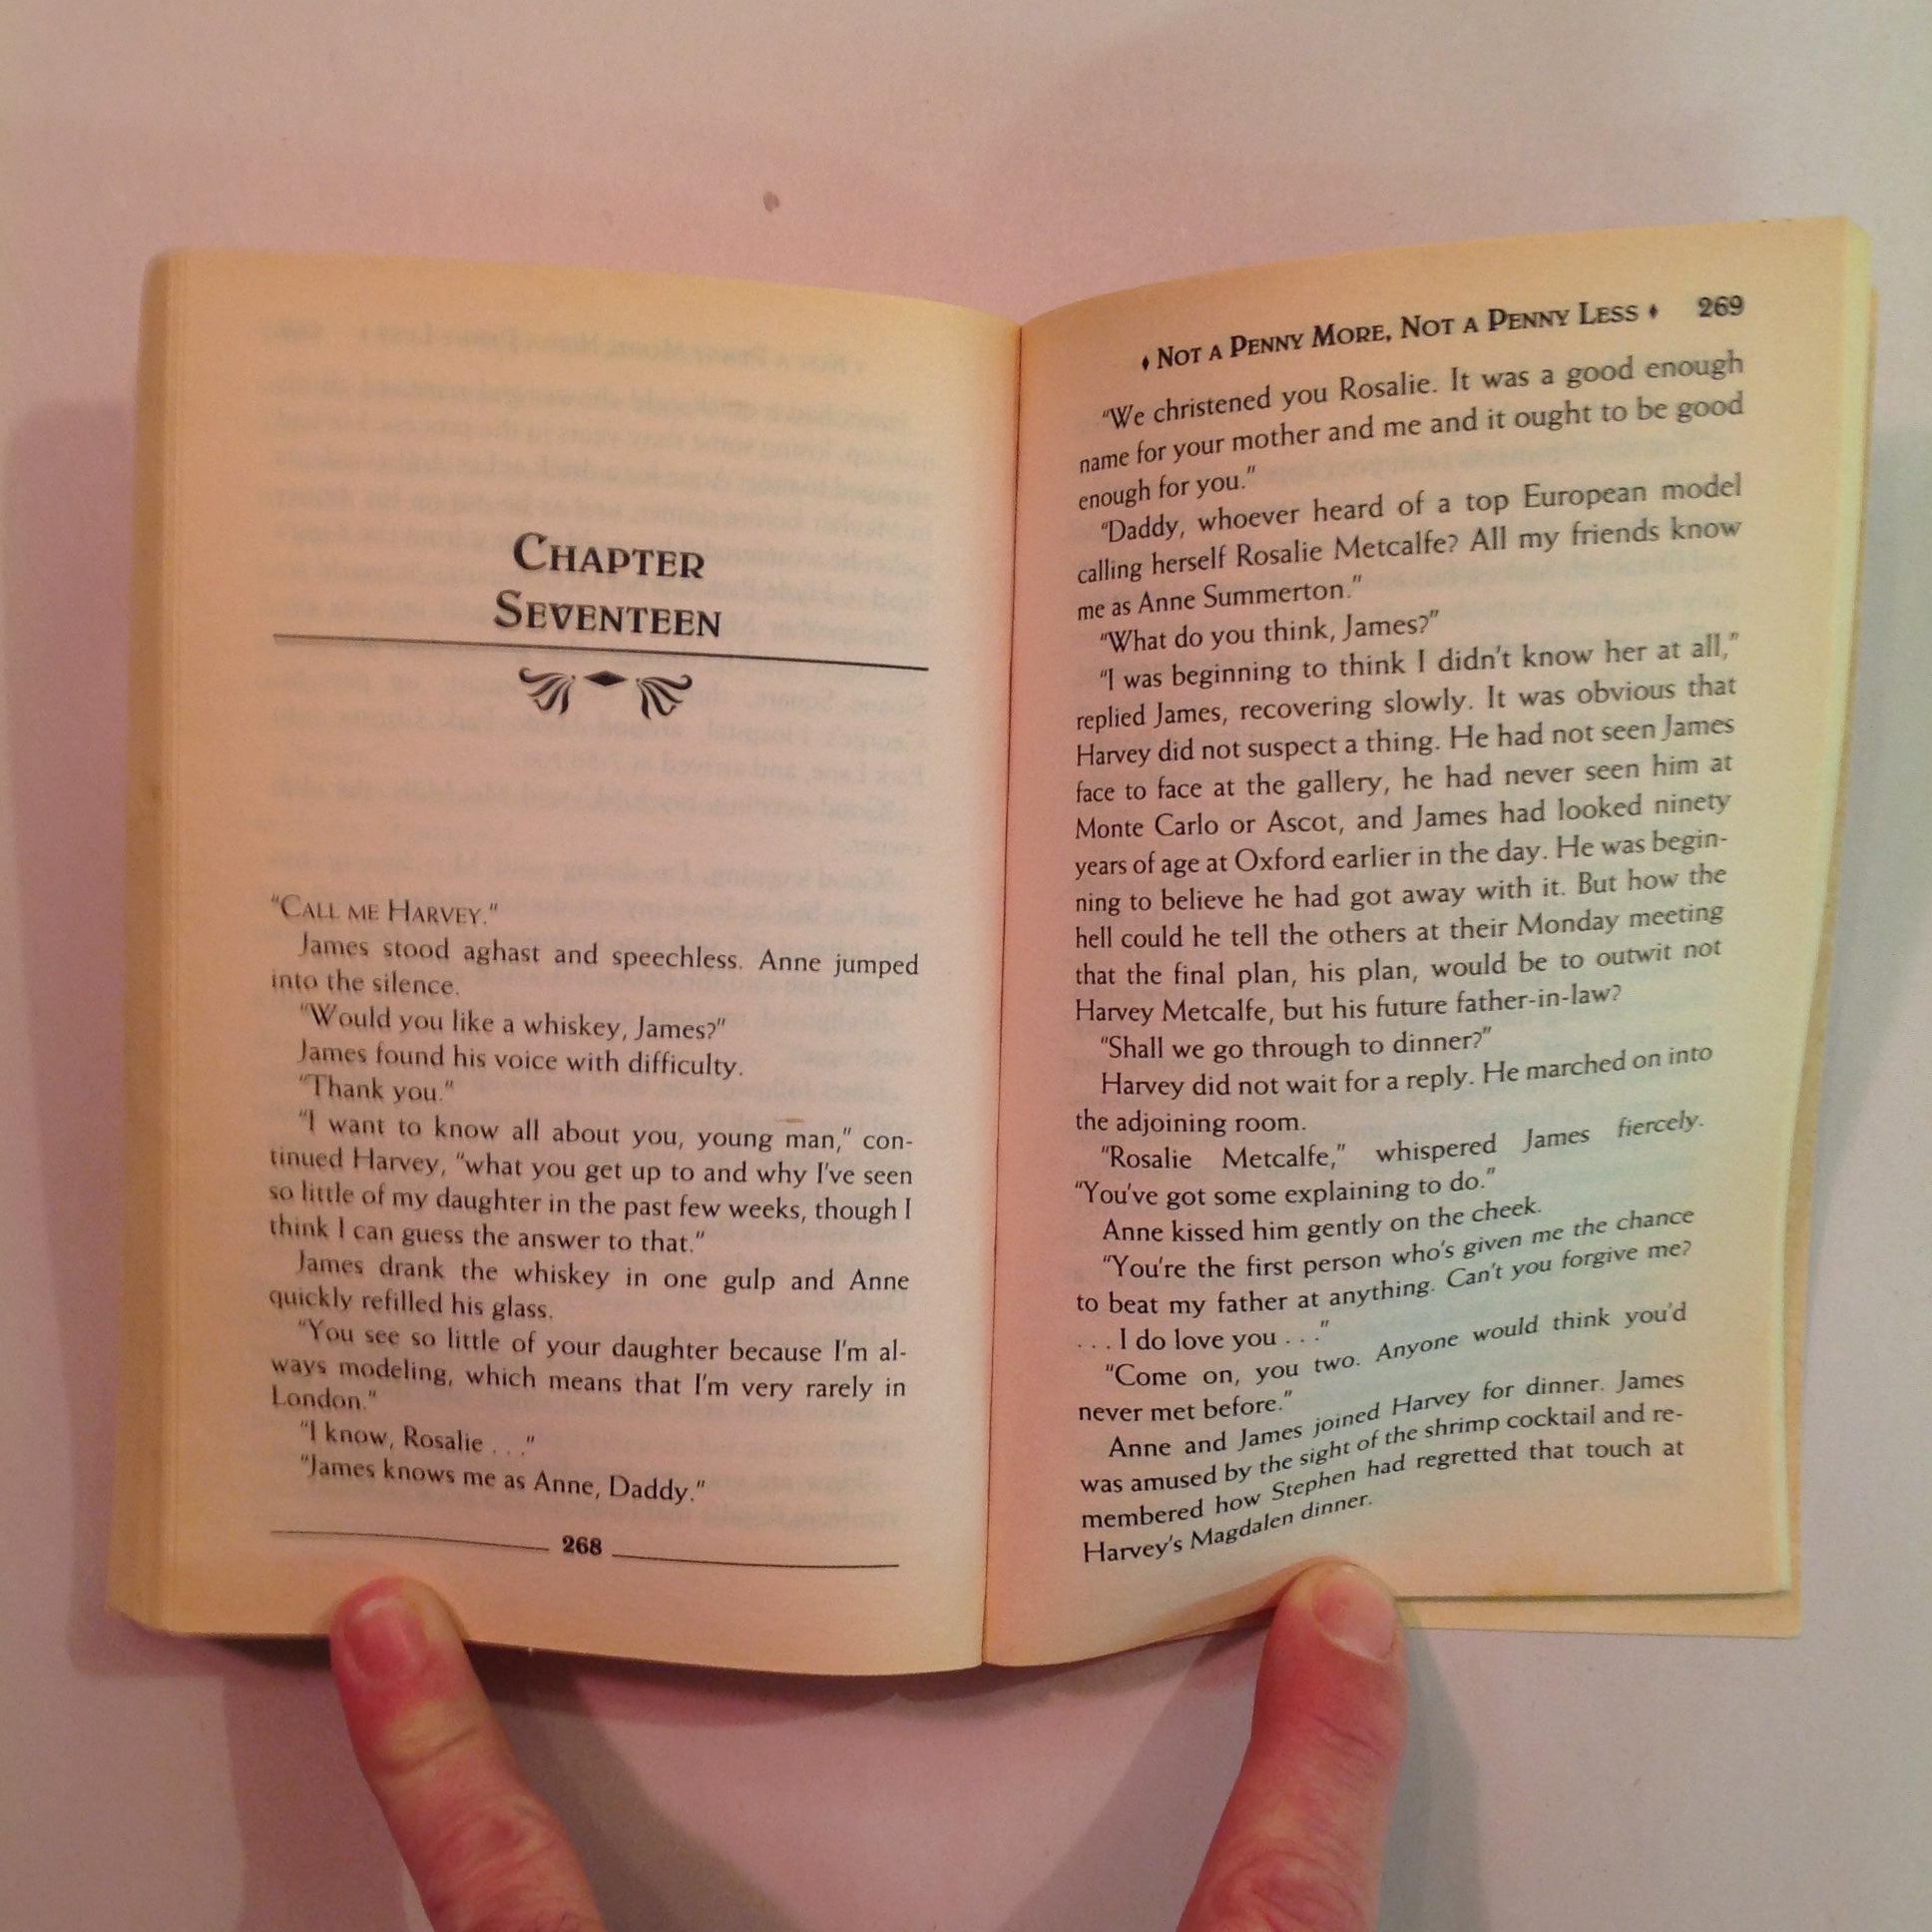 CHAPTER
SEVENTEEN
"CALL ME HARVEY."
James stood aghast and speechless. Anne jumped
into the silence.
"Would you like a whiskey, James?"
James found his voice with difficulty.
"Thank you."
"I want to know all about you, young man," con-
tinued Harvey, "what you get up to and why I've seen
so little of my daughter in the past few weeks, though I
think I can guess the answer to that."
James drank the whiskey in one gulp and Anne
quickly refilled his glass.
"You see so little of your daughter because I'm al-
ways modeling, which means that I'm very rarely in
London."
"I know, Rosalie . . ."
"James knows me as Anne, Daddy."
268
♦ NOT A PENNY MORE, NOT A PENNY LESS ♦ 269
"We christened you Rosalie. It was a good enough
name for your mother and me and it ought to be good
enough for you."
"Daddy, whoever heard of a top European model
calling herself Rosalie Metcalfe? All my friends know
me as Anne Summerton."
"What do you think, James?"
"I was beginning to think I didn't know her at all,"
replied James, recovering slowly. It was obvious that
Harvey did not suspect a thing. He had not seen James
face to face at the gallery, he had never seen him at
Monte Carlo or Ascot, and James had looked ninety
years of age at Oxford earlier in the day. He was begin-
ning to believe he had got away with it. But how the
hell could he tell the others at their Monday meeting
that the final plan, his plan, would be to outwit not
Harvey Metcalfe, but his future father-in-law?
"Shall we go through to dinner?"
Harvey did not wait for a reply. He marched on into
the adjoining room.
"Rosalie Metcalfe," whispered James fiercely.
"You've got some explaining to do."
Anne kissed him gently on the cheek.
"You're the first person who's given me the chance
to beat my father at anything. Can't you forgive me?
. . . I do love you . . ."
"Come on, you two. Anyone would think you'd
never met before."
Anne and James joined Harvey for dinner. James
was amused by the sight of the shrimp cocktail and re-
membered how Stephen had regretted that touch at
Harvey's Magdalen dinner.